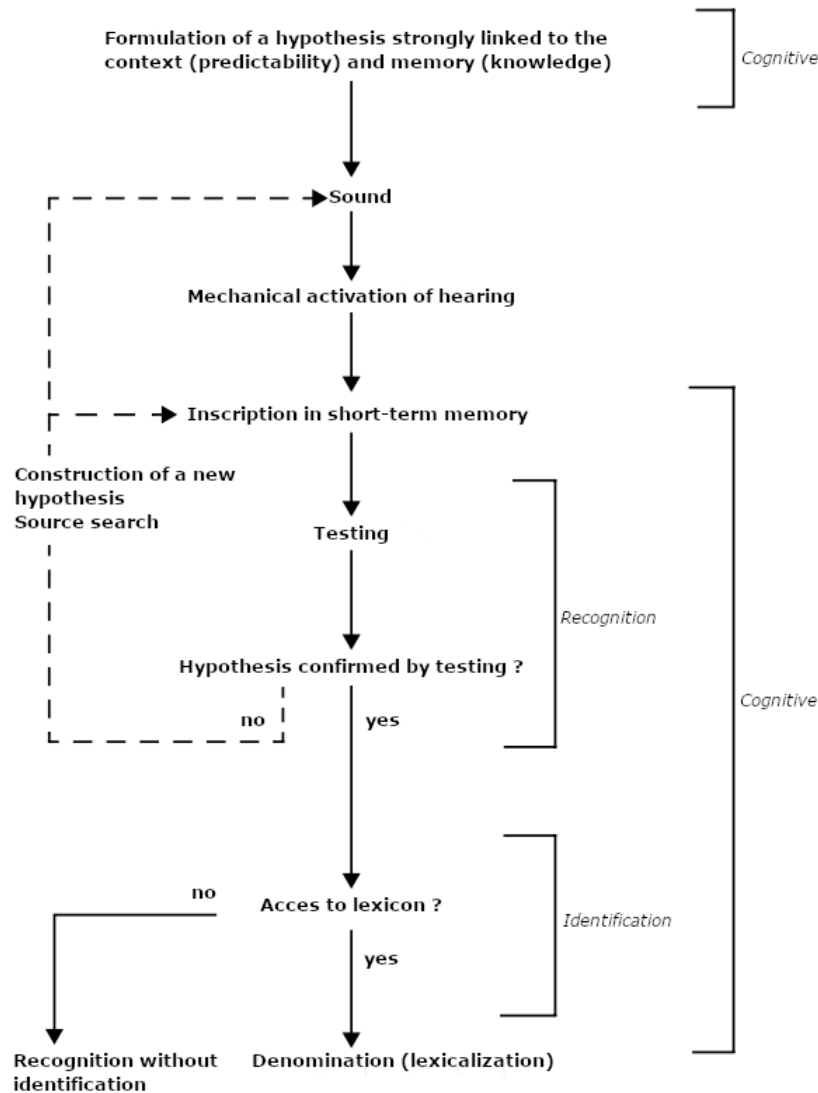 Formulation of a hypothesis strongly linked to the
context (predictability) and memory (knowledge)
Cognitive
Sound
Mechanical activation of hearing
Inscription in short-term memory
Construction of a new
hypothesis
Source search
Testing
Recognition
Hypothesis confirmed by testing ?
Cognitive
no
yes
no
Acces to lexicon ?
Identification
yes
Recognition without
identification
Denomination (lexicalization)